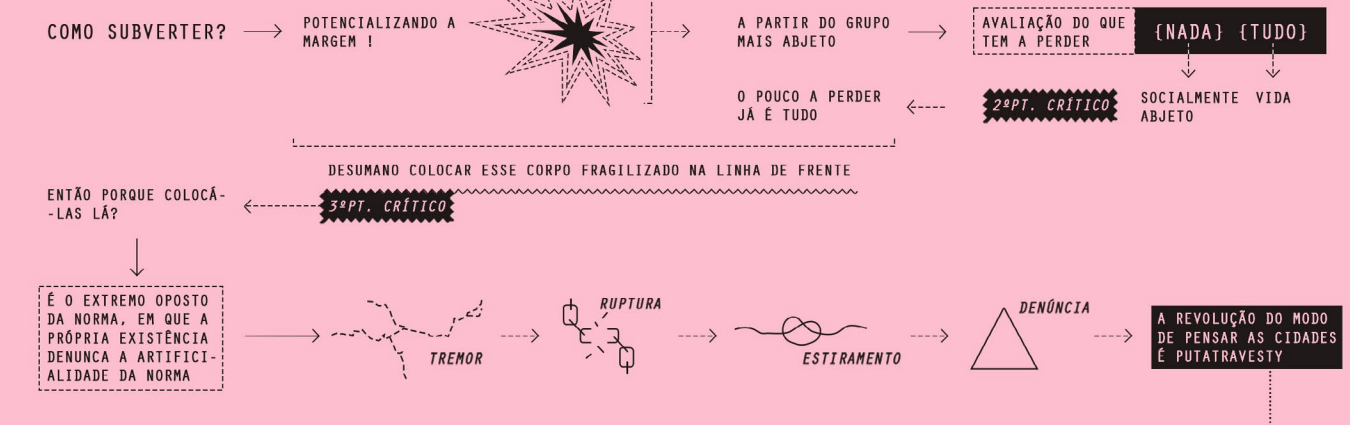 COMO SUBVERTER?
POTENCIALIZANDO A
MARGEM !
A PARTIR DO GRUPO
MAIS ABJETO
AVALIAÇÃO DO QUE
TEM A PERDER
{NADA} {TUDO}
SOCIALMENTE
ABJETO
VIDA
2ºPT. CRÍTICO
O POUCO A PERDER
JÁ É TUDO
DESUMANO COLOCAR ESSE CORPO FRAGILIZADO NA LINHA DE FRENTE
3ºPT. CRÍTICO
ENTÃO PORQUE COLOCÁ-
-LAS LÁ?
É O EXTREMO OPOSTO
DA NORMA, EM QUE A
PRÓPRIA EXISTÊNCIA
DENUNCA A ARTIFICI-
ALIDADE DA NORMA
TREMOR
RUPTURA
ESTIRAMENTO
DENÚNCIA
A REVOLUÇÃO DO MODO
DE PENSAR AS CIDADES
É PUTATRAVESTY